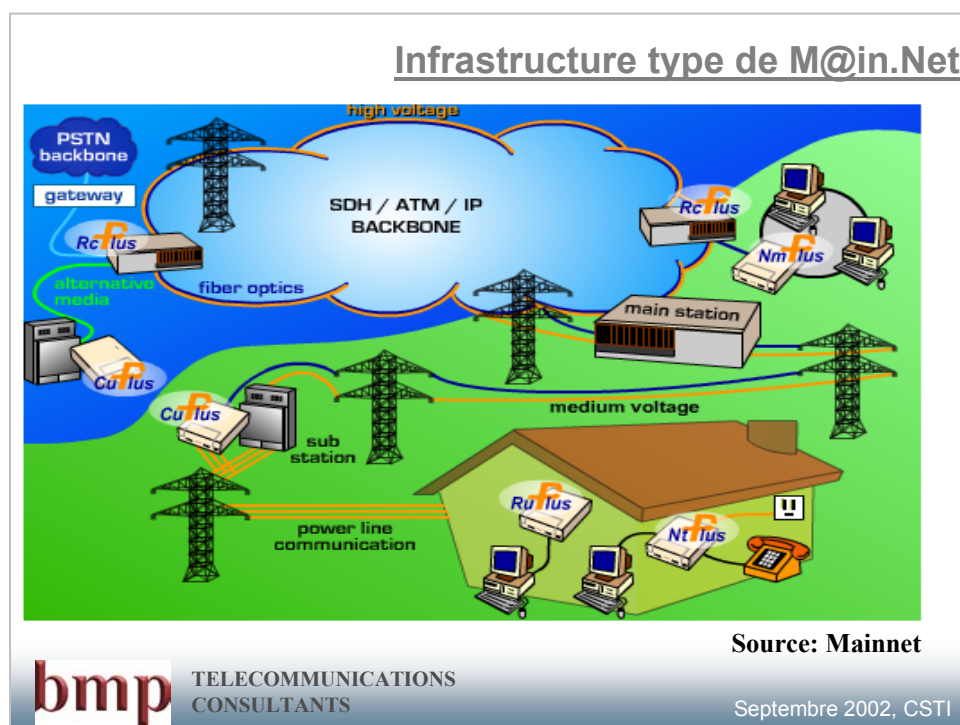 Infrastructure type de M@in.Net
high voltage
PSTN
backbone
gateway
SDH / ATM / IP
BACKBONE
RcPlus
RcPlus
NmPlus
alternative
media
fiber optics
main station
CuPlus
CuPlus
medium voltage
sub
station
RuPlus
NtPlus
power line
communication
Source: Mainnet
bmp
TELECOMMUNICATIONS
CONSULTANTS
Septembre 2002, CSTI